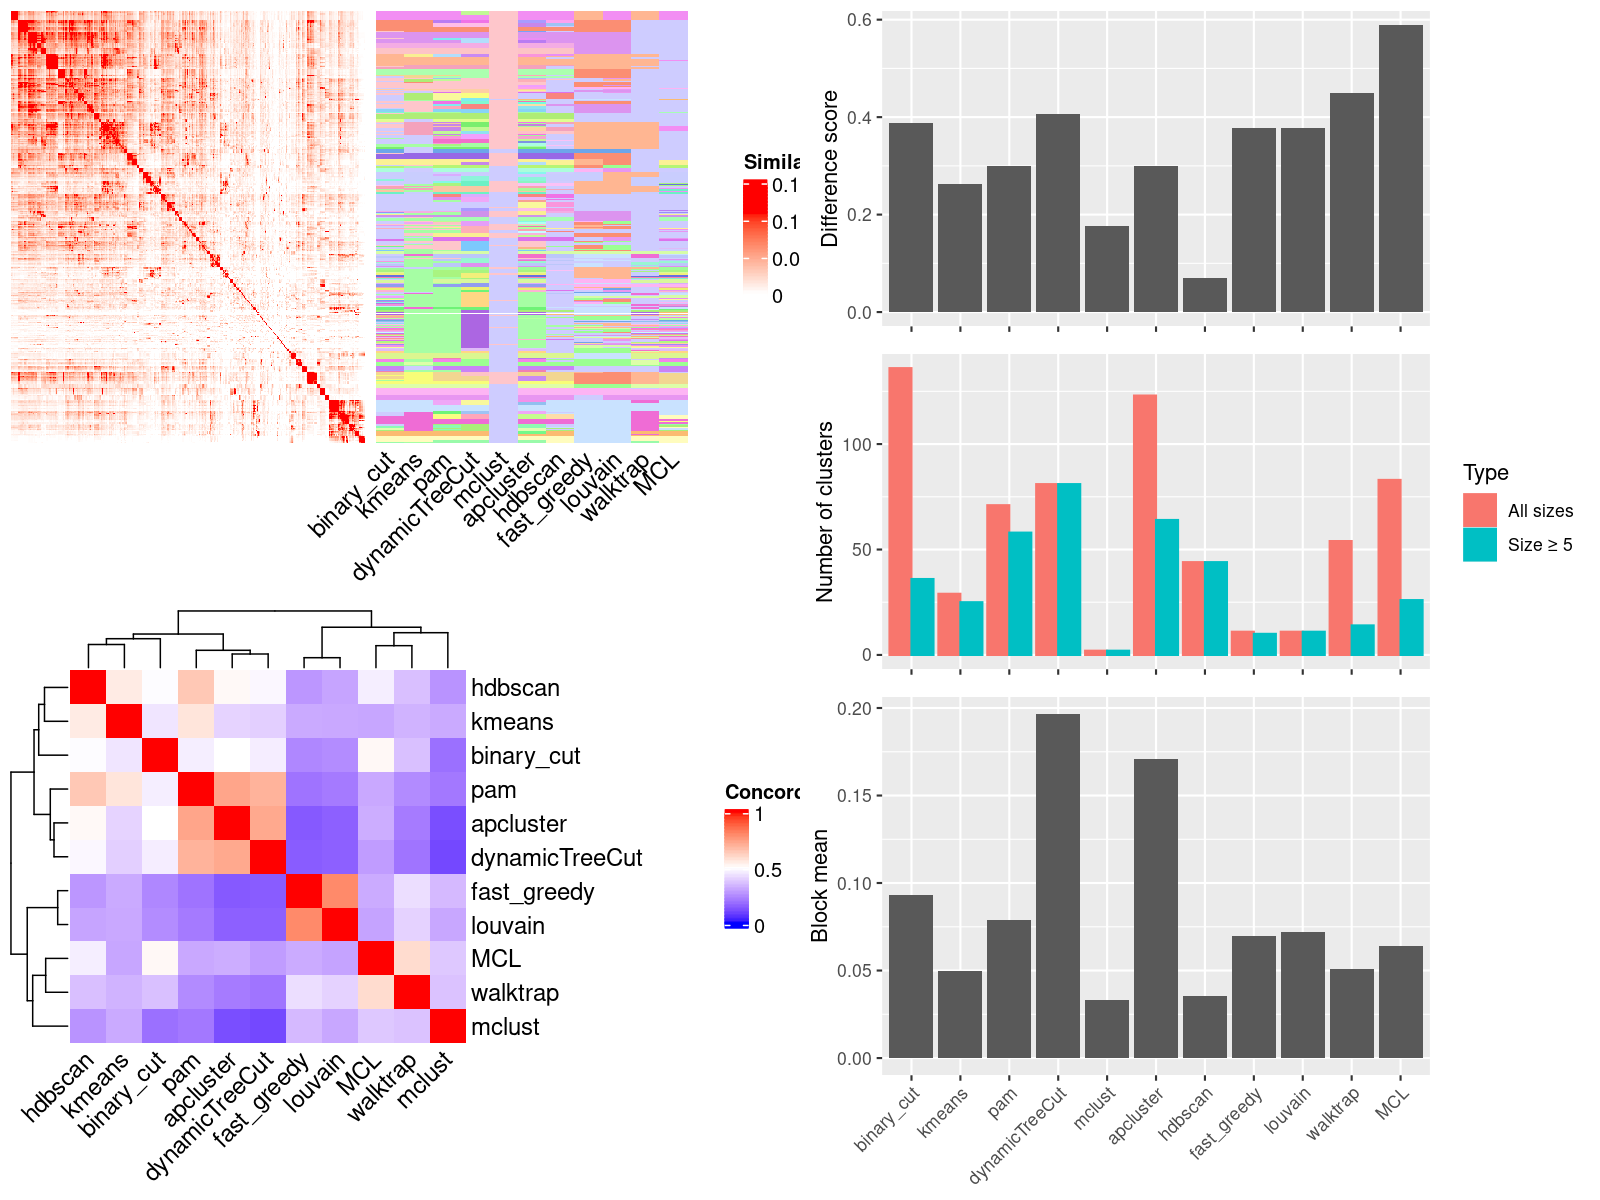 Simila
0.1
0.1
0.0
0
binary_cut
kmeans
pam
dynamicTreeCut
mclust
apcluster
hdbscan
fast_greedy
louvain
walktrap
MCL
hdbscan
kmeans
binary_cut
pam
apcluster
dynamicTreeCut
fast_greedy
louvain
MCL
walktrap
mclust
hdbscan
kmeans
binary_cut
pam
apcluster
dynamicTreeCut
fast_greedy
louvain
MCL
walktrap
mclust
Concord
1
0.5
0
Difference score
0.6
0.4
0.2
0.0
Number of clusters
100
50
0
Type
All sizes
Size ≥ 5
Block mean
0.20
0.15
0.10
0.05
0.00
binary_cut
kmeans
pam
dynamicTreeCut
mclust
apcluster
hdbscan
fast_greedy
louvain
walktrap
MCL